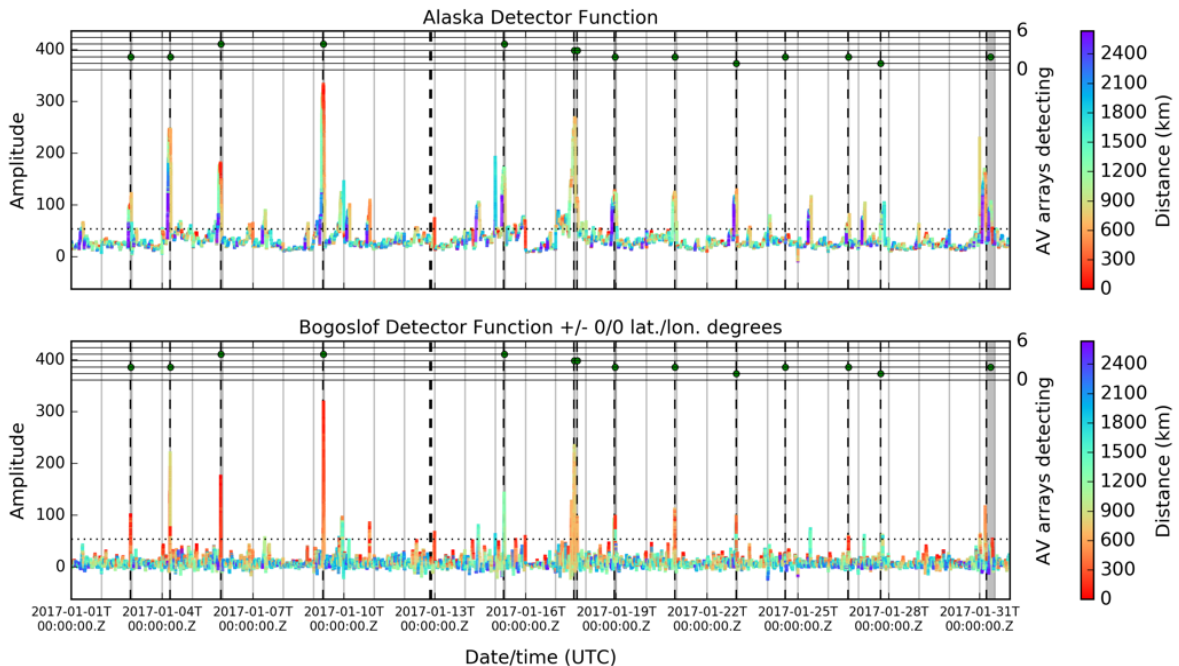 Alaska Detector Function
400
300
200
100
0
Amplitude
6
0
AV arrays detecting
2400
2100
1800
1500
1200
900
600
300
0
Distance (km)
Bogoslof Detector Function +/- 0/0 lat./lon. degrees
400
300
200
100
0
Amplitude
6
0
AV arrays detecting
2400
2100
1800
1500
1200
900
600
300
0
Distance (km)
2017-01-01T 2017-01-04T 2017-01-07T 2017-01-10T 2017-01-13T 2017-01-16T 2017-01-19T 2017-01-22T 2017-01-25T 2017-01-28T 2017-01-31T
00:00:00.Z 00:00:00.Z 00:00:00.Z 00:00:00.Z 00:00:00.Z 00:00:00.Z 00:00:00.Z 00:00:00.Z 00:00:00.Z 00:00:00.Z 00:00:00.Z
Date/time (UTC)